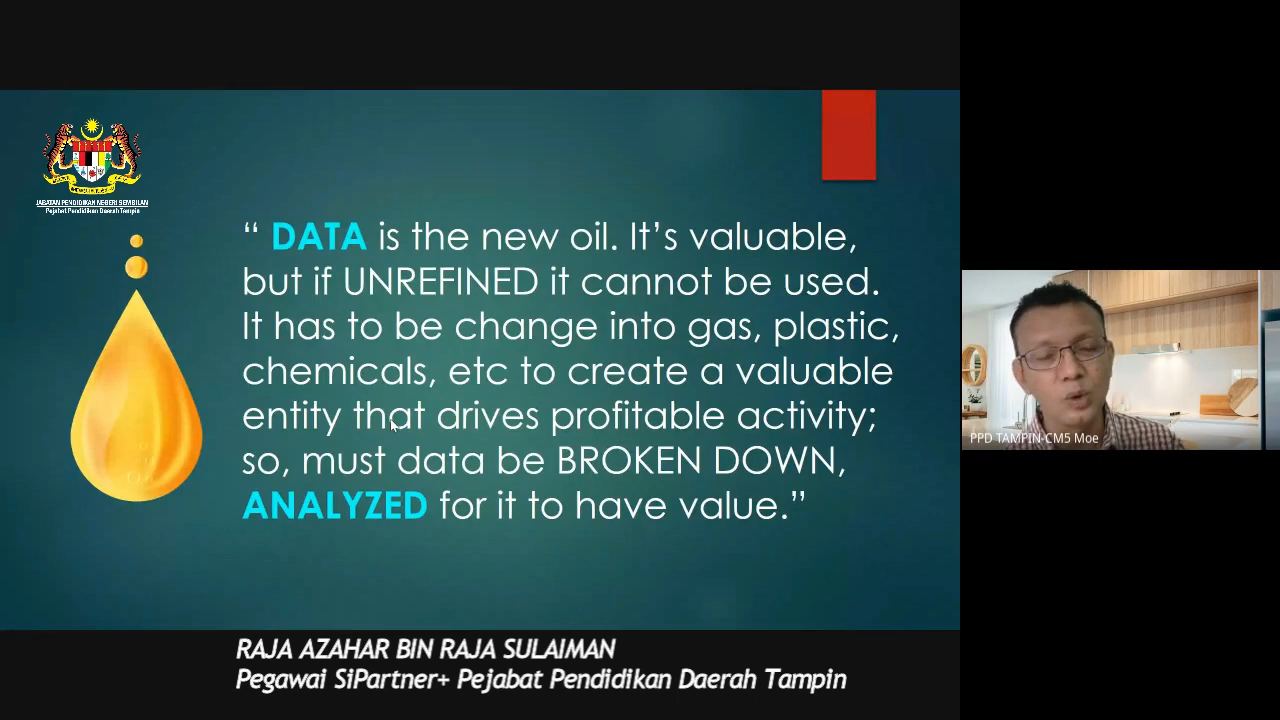 JABATAN PENDIDIKAN NEGERI SEMBILAN
Pejabat Pendidikan Daerah Tampin
“ DATA is the new oil. It’s valuable,
but if UNREFINED it cannot be used.
It has to be change into gas, plastic,
chemicals, etc to create a valuable
entity that drives profitable activity;
so, must data be BROKEN DOWN,
ANALYZED for it to have value.”
PPD TAMPIN-CM5 Moe
RAJA AZAHAR BIN RAJA SULAIMAN
Pegawai SiPartner+ Pejabat Pendidikan Daerah Tampin